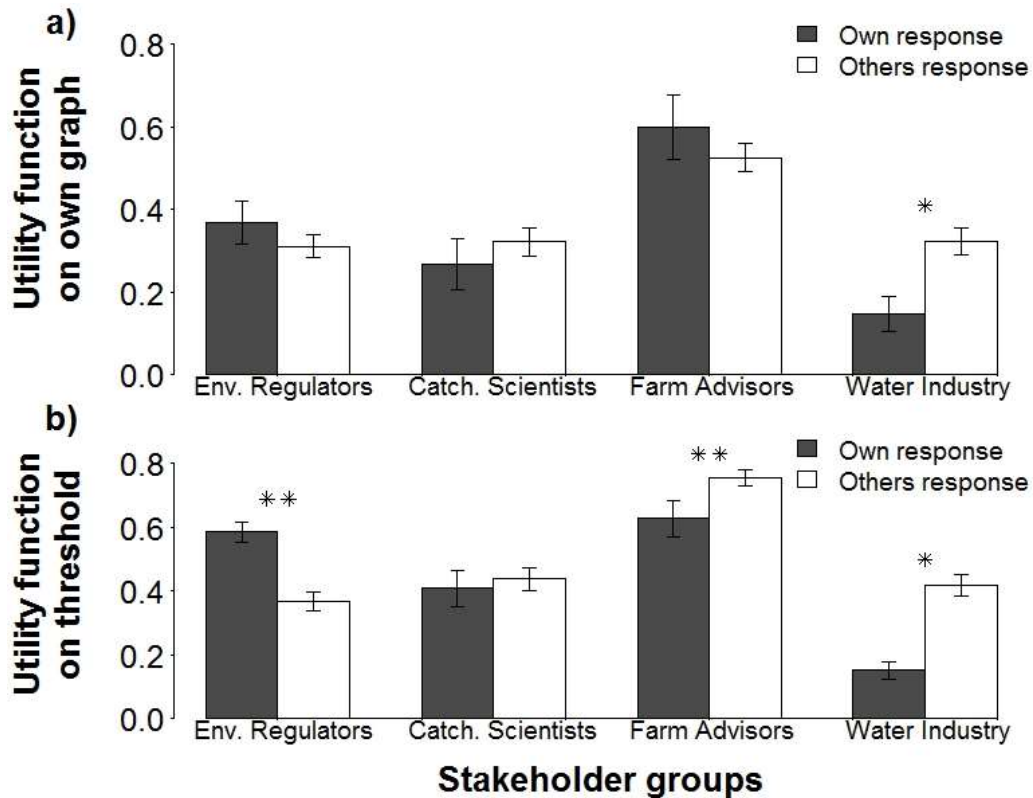 a)
Utility function
on own graph
0.8
0.6
0.4
0.2
0.0
Own response
Others response
*
Env. Regulators
Catch. Scientists
Farm Advisors
Water Industry
b)
Utility function
on threshold
0.8
0.6
0.4
0.2
0.0
Own response
Others response
**
**
*
Env. Regulators
Catch. Scientists
Farm Advisors
Water Industry
Stakeholder groups